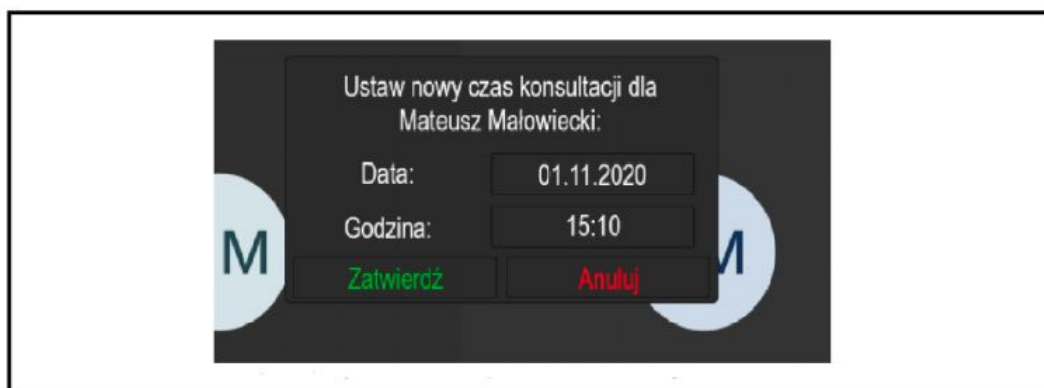 Ustaw nowy czas konsultacji dla
Mateusz Małowiecki:
Data: 01.11.2020
Godzina: 15:10
M M
Zatwierdź Anuluj